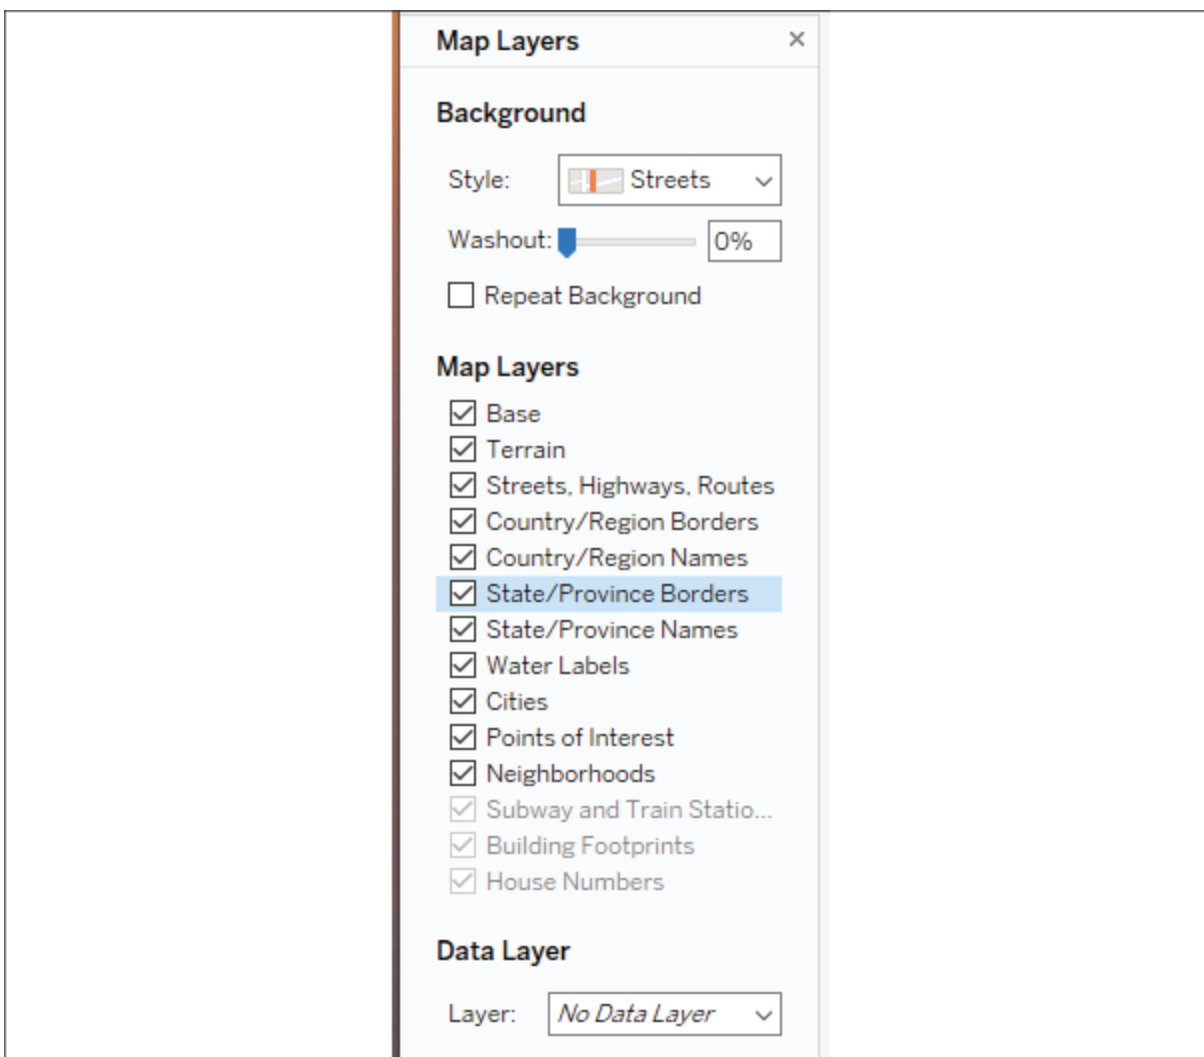 Map Layers
Background
Style: Streets
Washout: 0%
Repeat Background
Map Layers
Base
Terrain
Streets, Highways, Routes
Country/Region Borders
Country/Region Names
State/Province Borders
State/Province Names
Water Labels
Cities
Points of Interest
Neighborhoods
Subway and Train Statio...
Building Footprints
House Numbers
Data Layer
Layer: No Data Layer